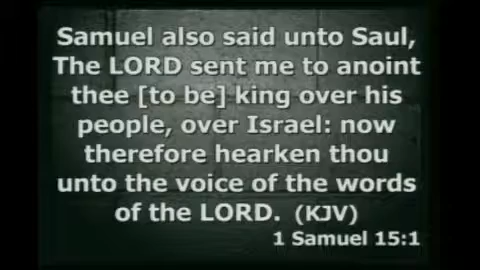 Samuel also said unto Saul,
The LORD sent me to anoint
thee [to be] king over his
people, over Israel: now
therefore hearken thou
unto the voice of the words
of the LORD. (KJV)
1 Samuel 15:1